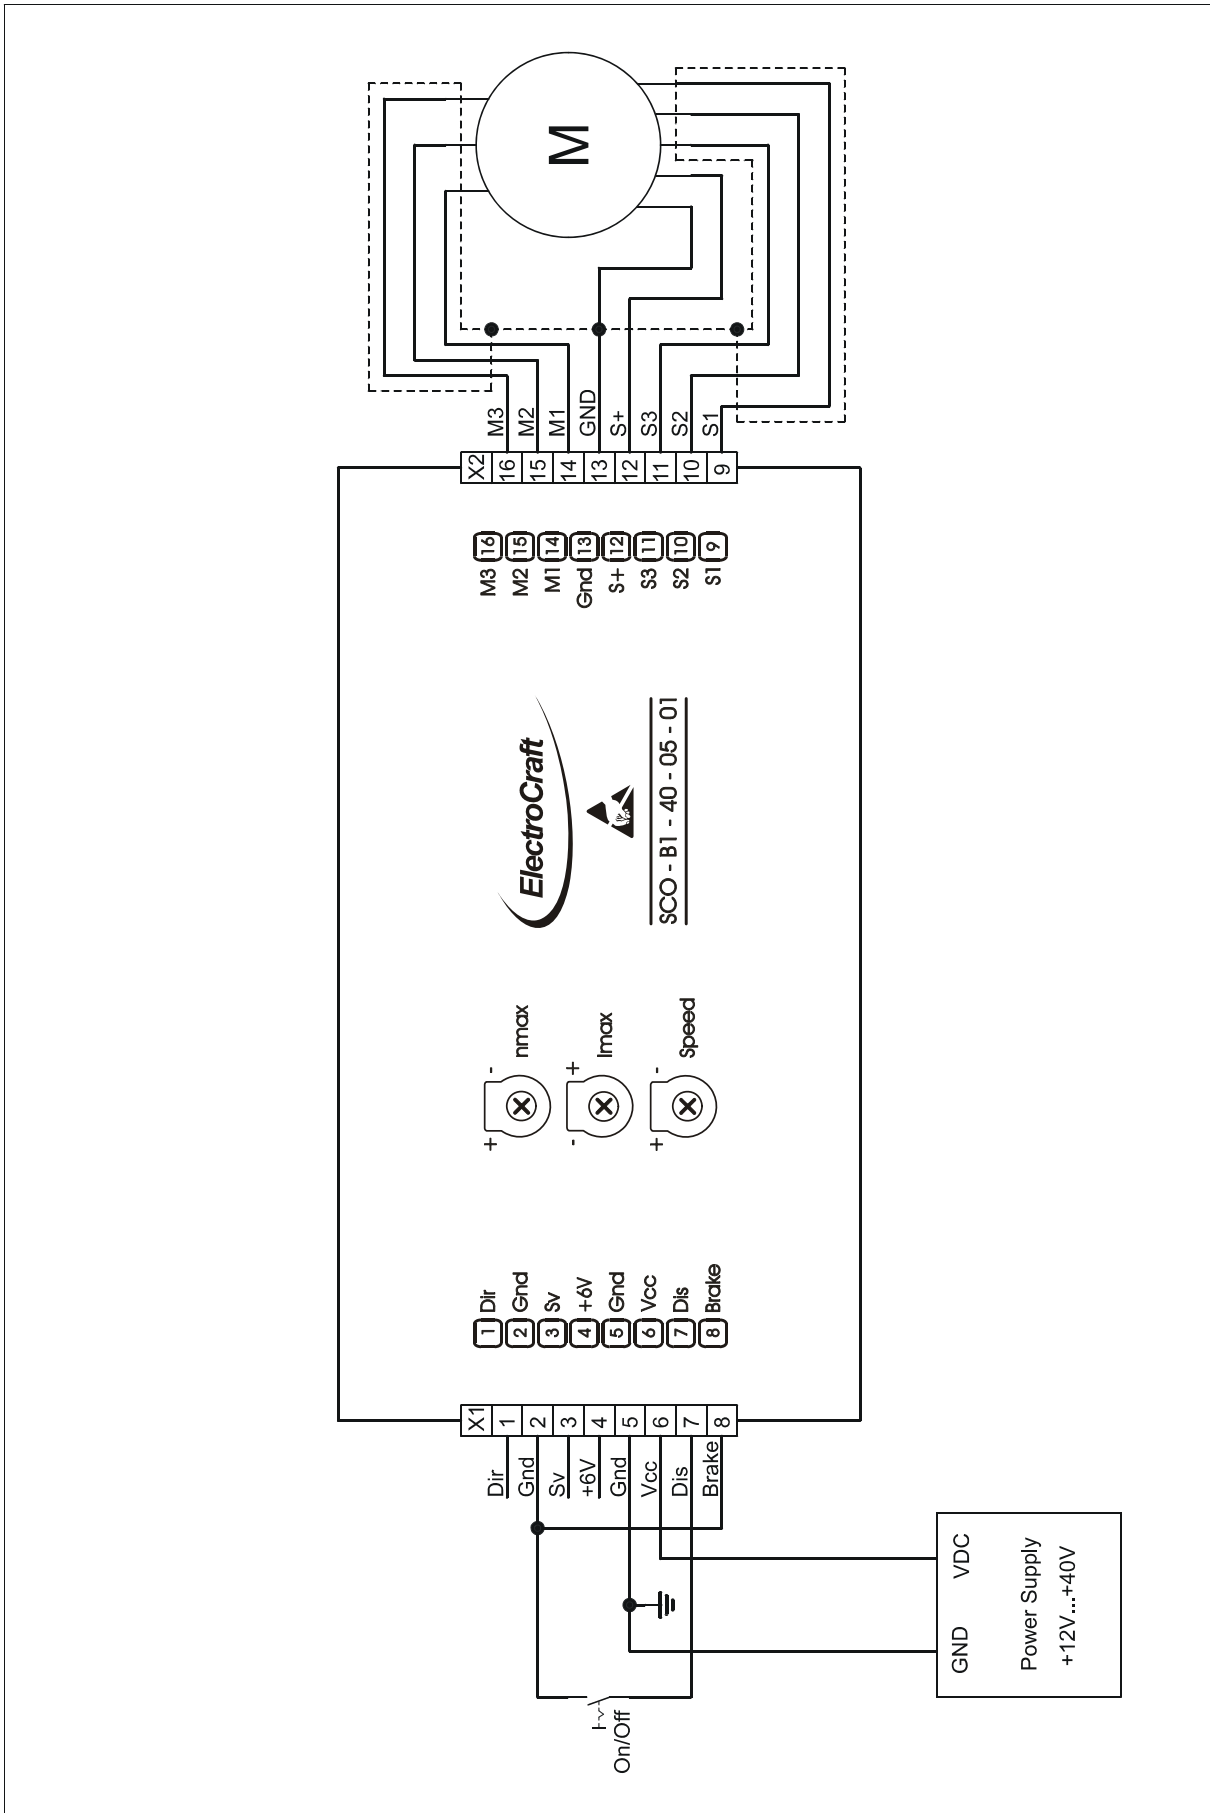 M
M3
M2
M1
GND
S+
S3
S2
S1
X2
16
15
14
13
12
11
10
9
M3 16
M2 15
M1 14
Gnd 13
S+ 12
S3 11
S2 10
S1 9
ElectroCraft
SCO - B1 - 40 - 05 - 01
+ - nmax
- + Imax
+ - Speed
1 Dir
2 Gnd
3 Sv
4 +6V
5 Gnd
6 Vcc
7 Dis
8 Brake
X1
1
2
3
4
5
6
7
8
Dir
Gnd
Sv
+6V
Gnd
Vcc
Dis
Brake
On/Off
GND VDC
Power Supply
+12V...+40V